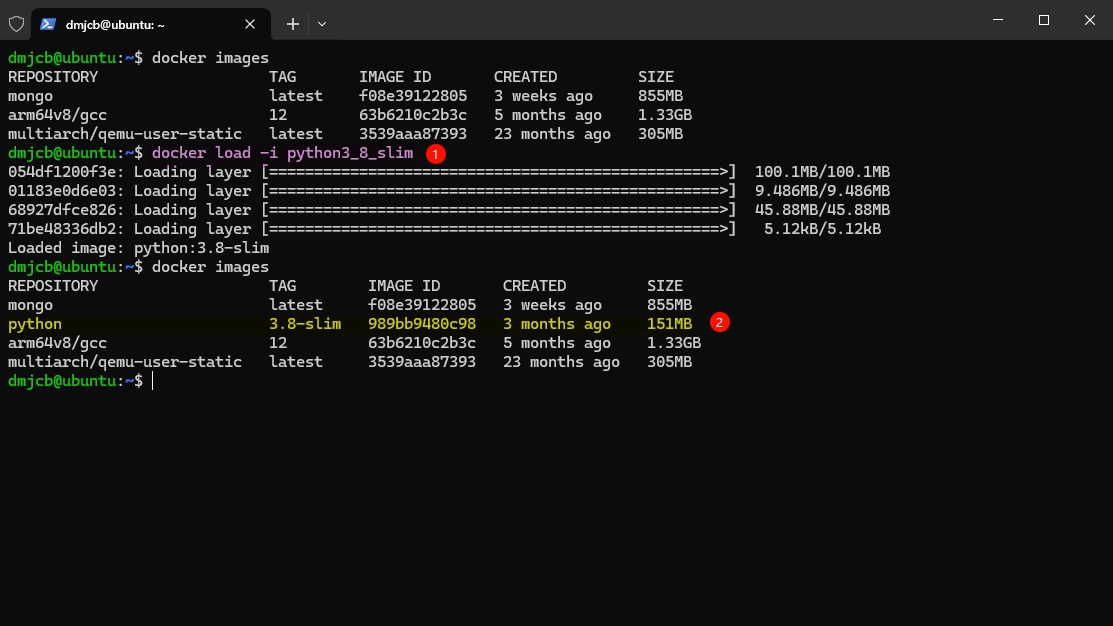 dmjcb@ubuntu: ~
dmjcb@ubuntu:~$ docker images
REPOSITORY TAG IMAGE ID CREATED SIZE
mongo latest f08e39122805 3 weeks ago 855MB
arm64v8/gcc 12 63b6210c2b3c 5 months ago 1.33GB
multiarch/qemu-user-static latest 3539aaa87393 23 months ago 305MB
dmjcb@ubuntu:~$ docker load -i python3_8_slim 1
054df1200f3e: Loading layer [==================================================>] 100.1MB/100.1MB
01183e0d6e03: Loading layer [==================================================>] 9.486MB/9.486MB
68927dfce826: Loading layer [==================================================>] 45.88MB/45.88MB
71be48336db2: Loading layer [==================================================>] 5.12kB/5.12kB
Loaded image: python:3.8-slim
dmjcb@ubuntu:~$ docker images
REPOSITORY TAG IMAGE ID CREATED SIZE
mongo latest f08e39122805 3 weeks ago 855MB
python 3.8-slim 989bb9480c98 3 months ago 151MB 2
arm64v8/gcc 12 63b6210c2b3c 5 months ago 1.33GB
multiarch/qemu-user-static latest 3539aaa87393 23 months ago 305MB
dmjcb@ubuntu:~$